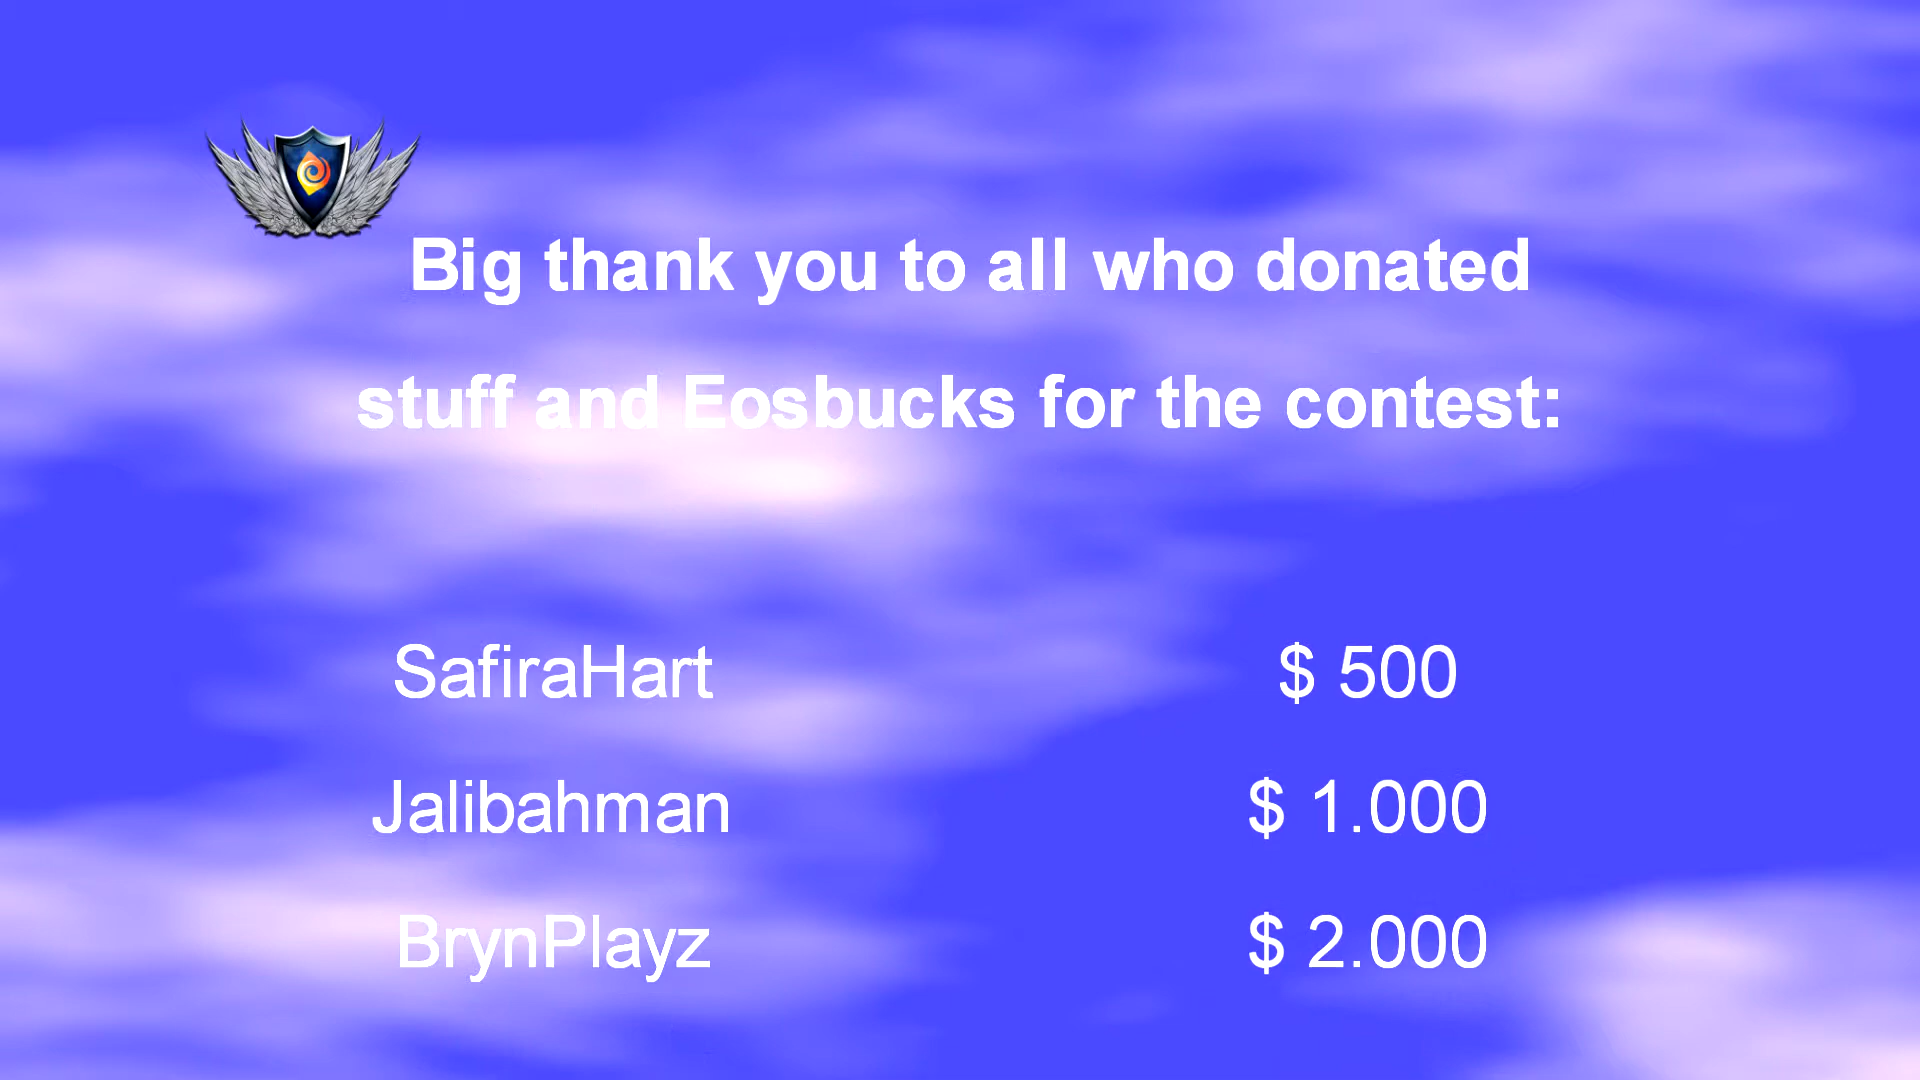 Big thank you to all who donated
stuff and Eosbucks for the contest:
SafiraHart $ 500
Jalibahman $ 1.000
BrynPlayz $ 2.000